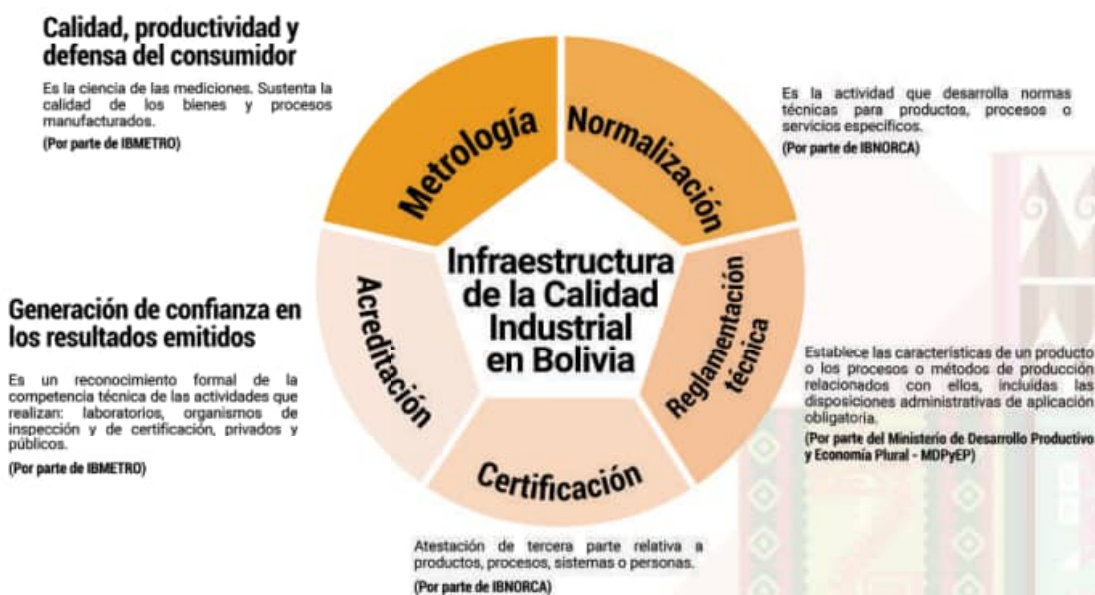 Calidad, productividad y
defensa del consumidor
Es la ciencia de las mediciones. Sustenta la
calidad de los bienes y procesos
manufacturados.
(Por parte de IBMETRO)
Metrología
Normalización
Es la actividad que desarrolla normas
técnicas para productos, procesos o
servicios específicos.
(Por parte de IBNORCA)
Infraestructura
de la Calidad
Industrial
en Bolivia
Acreditación
Reglamentación
técnica
Certificación
Generación de confianza en
los resultados emitidos
Es un reconocimiento formal de la
competencia técnica de las actividades que
realizan: laboratorios, organismos de
inspección y de certificación, privados y
públicos.
(Por parte de IBMETRO)
Establece las características de un producto
o los procesos o métodos de producción
relacionados con ellos, incluidas las
disposiciones administrativas de aplicación
obligatoria.
(Por parte del Ministerio de Desarrollo Productivo
y Economía Plural - MDPyEP)
Atestación de tercera parte relativa a
productos, procesos, sistemas o personas.
(Por parte de IBNORCA)